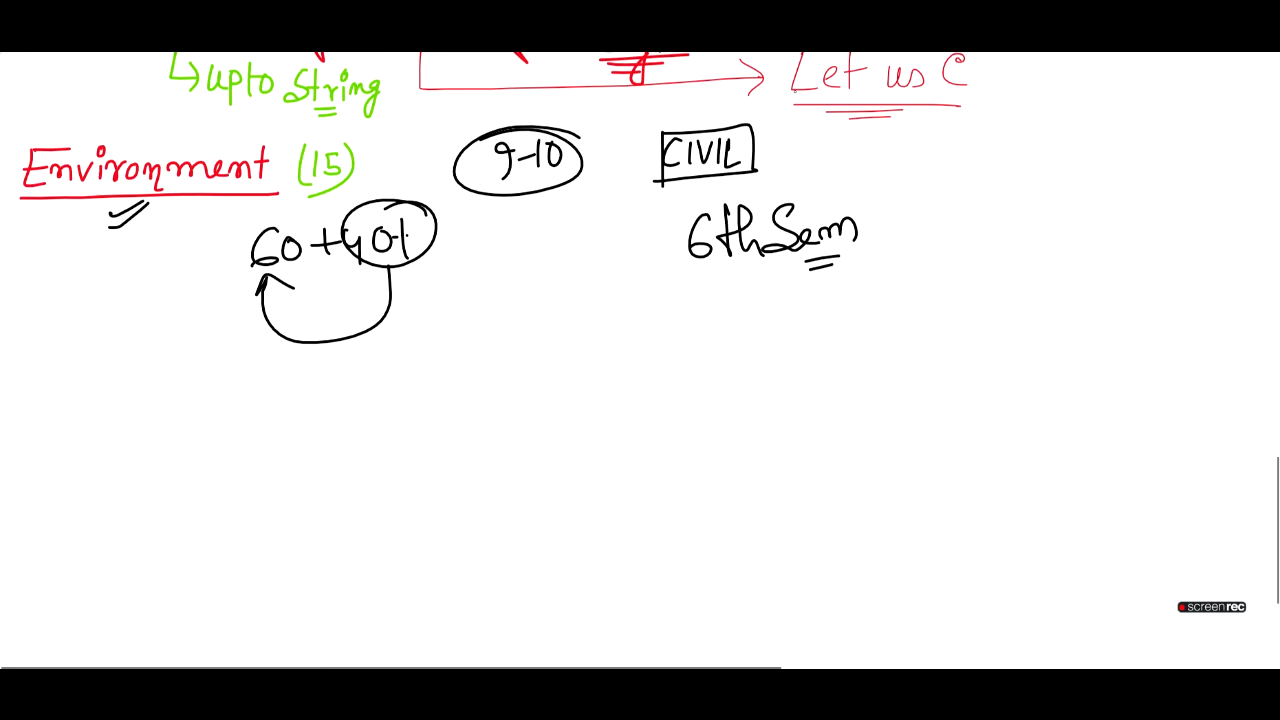 ↳ upto String
Let us C
Environment (15)
9-10
CIVIL
60+40%
6th Sem
screenrec